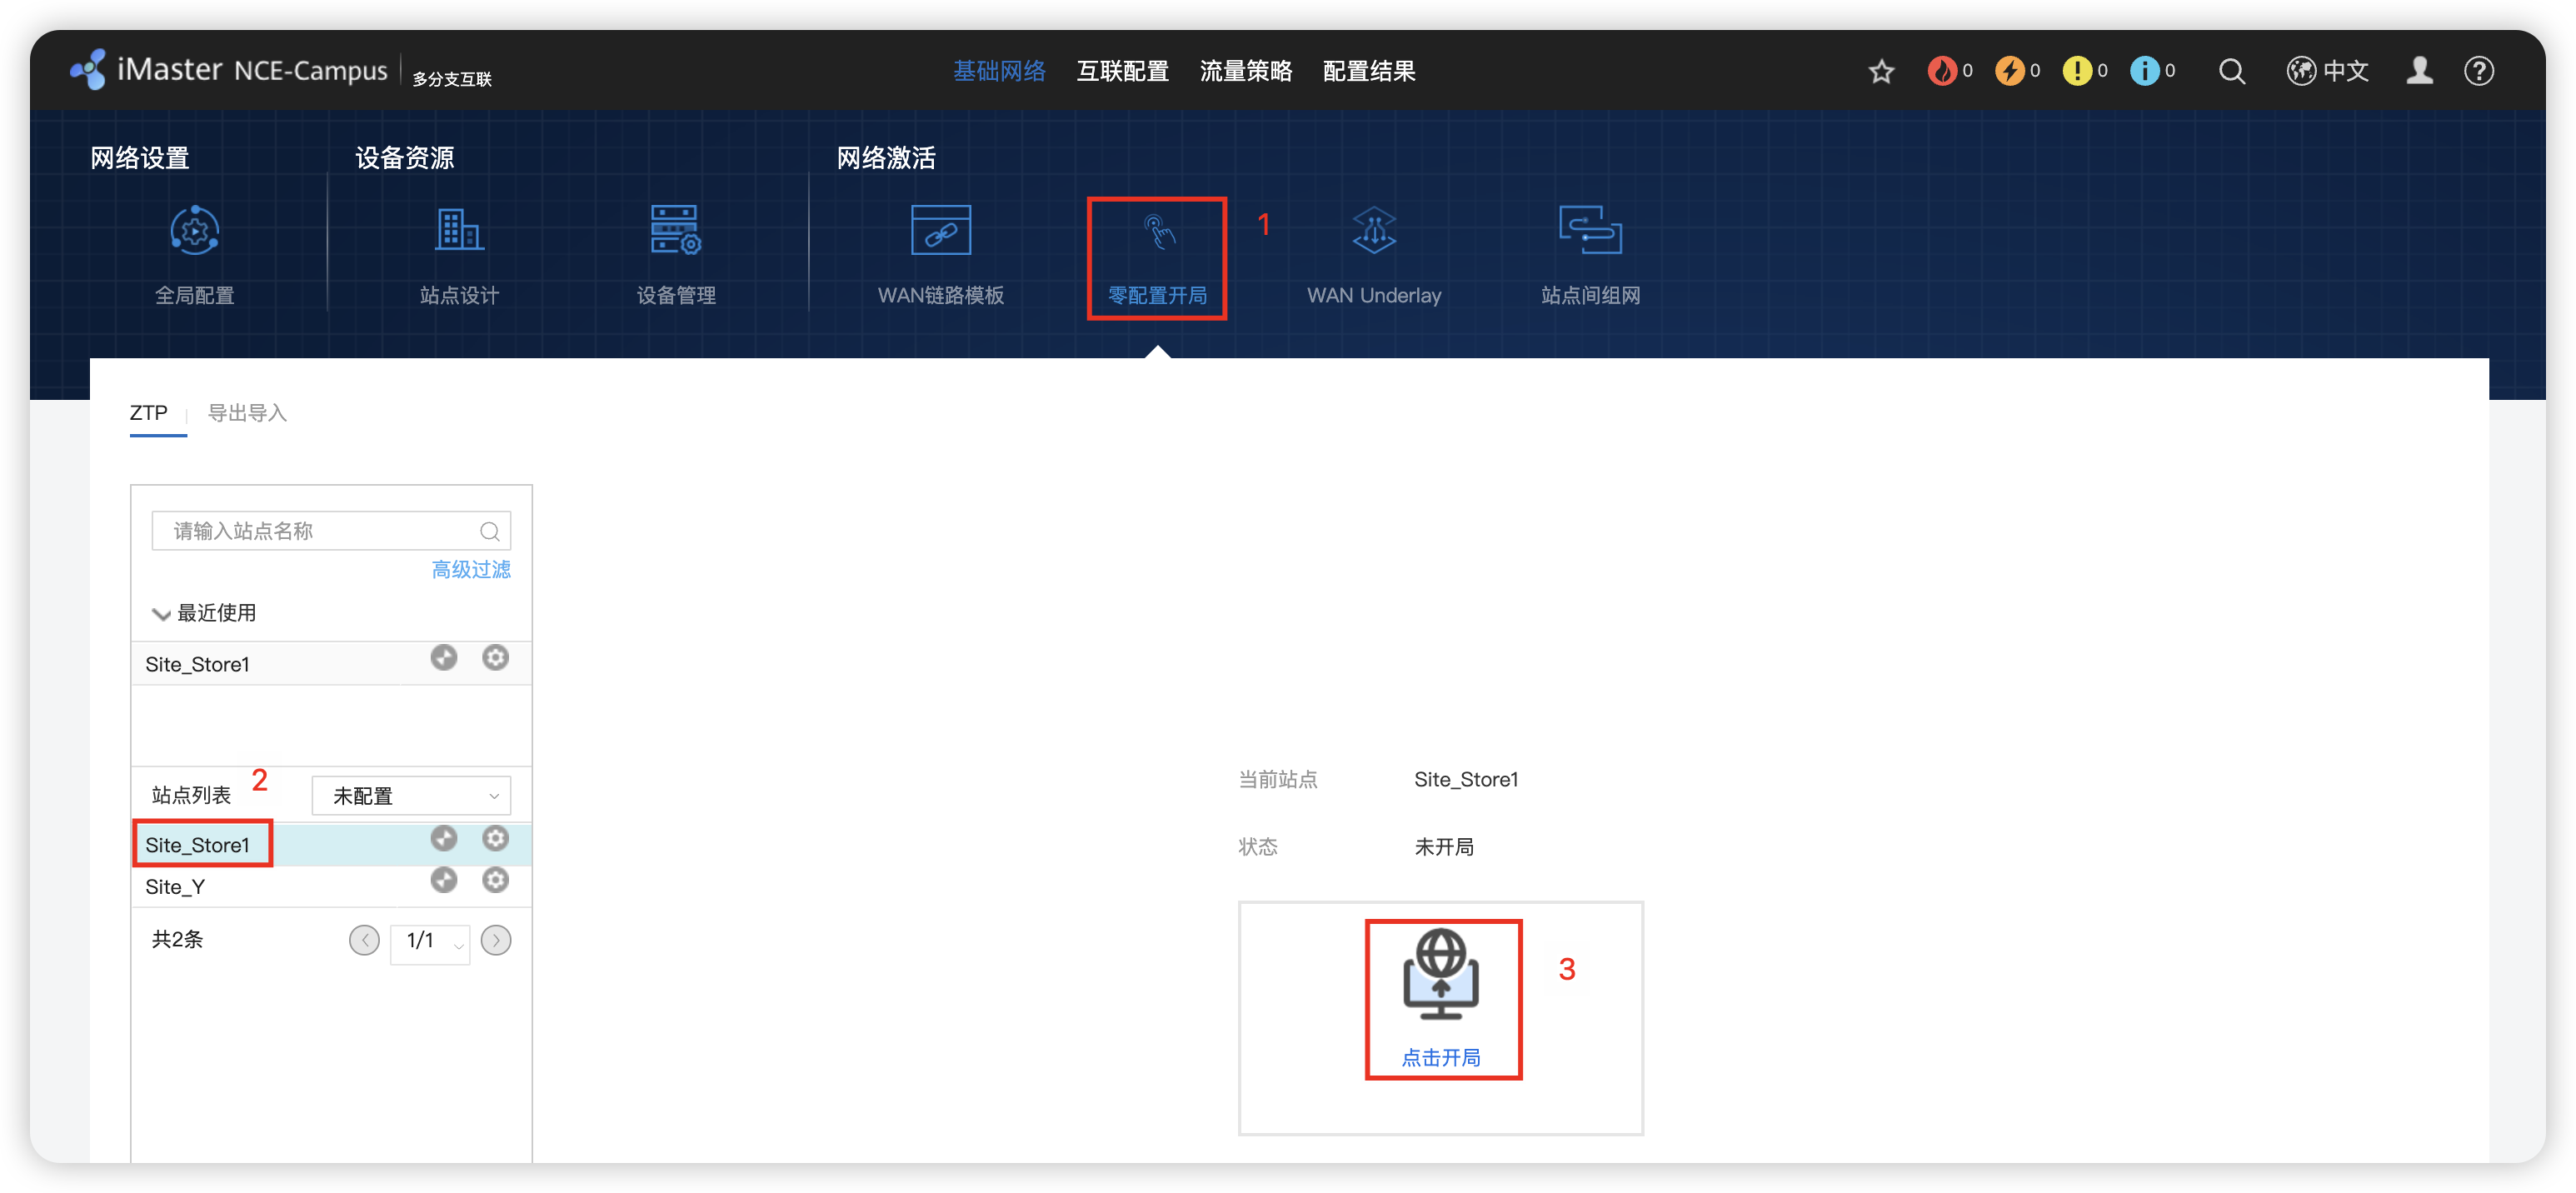 iMaster NCE-Campus 多分支互联 基础网络 互联配置 流量策略 配置结果 0 0 0 0 中文
网络设置 设备资源 网络激活
1
全局配置 站点设计 设备管理 WAN链路模板 零配置开局 WAN Underlay 站点间组网
ZTP 导出导入
请输入站点名称
高级过滤
最近使用
Site_Store1
站点列表 2 未配置
Site_Store1
Site_Y
共2条 1/1
当前站点 Site_Store1
状态 未开局
3
点击开局